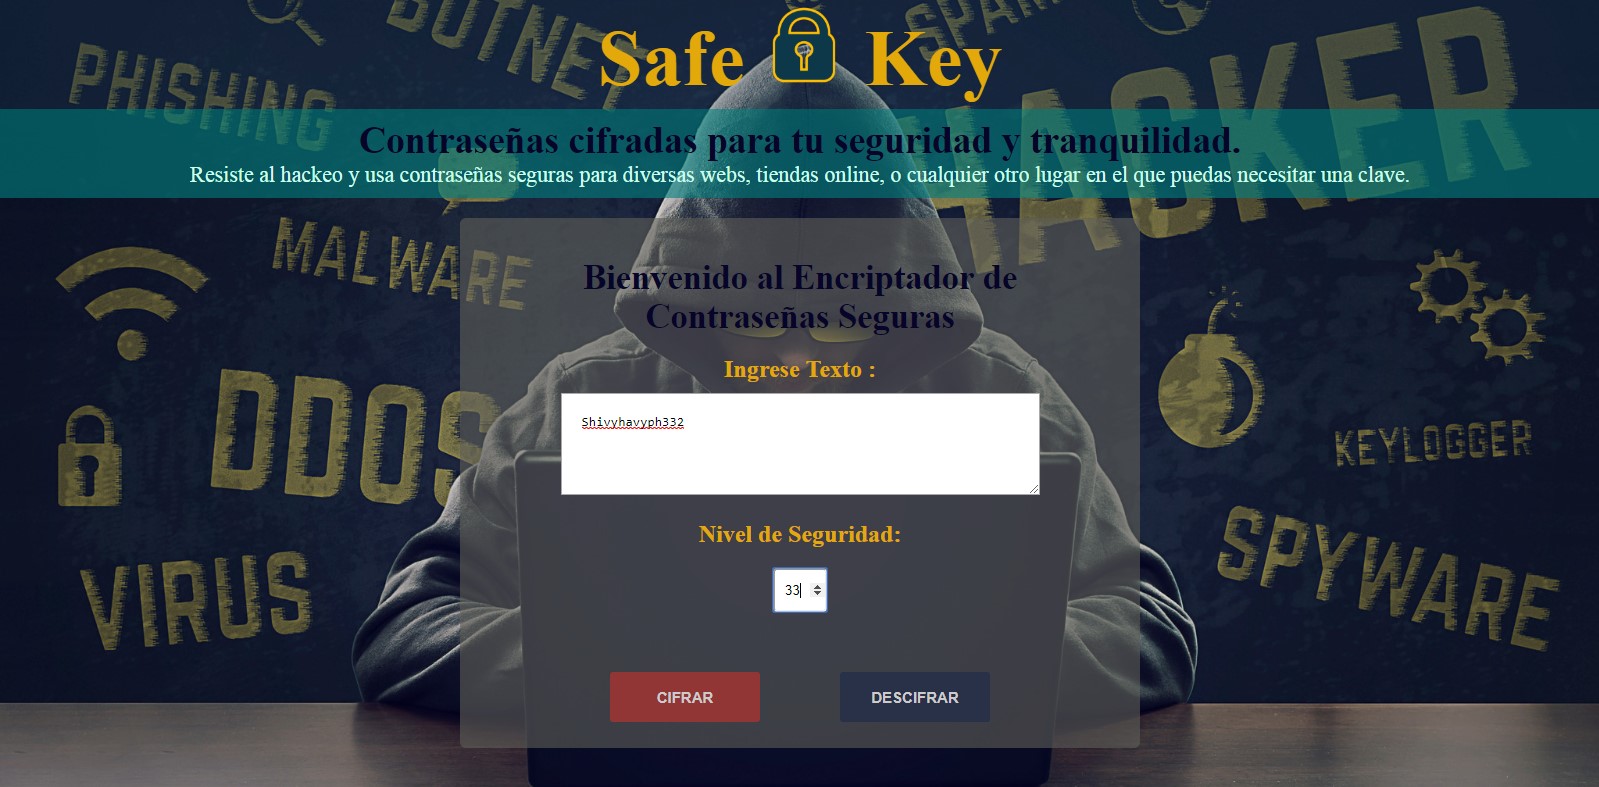 BOTNET
SPAM
PHISHING
Safe Key
HACKER
Contraseñas cifradas para tu seguridad y tranquilidad.
Resiste al hackeo y usa contraseñas seguras para diversas webs, tiendas online, o cualquier otro lugar en el que puedas necesitar una clave.
MALWARE
Bienvenido al Encriptador de
Contraseñas Seguras
Ingrese Texto :
DDOS
Shivyhavyph332
KEYLOGGER
Nivel de Seguridad:
33
VIRUS
SPYWARE
CIFRAR
DESCIFRAR